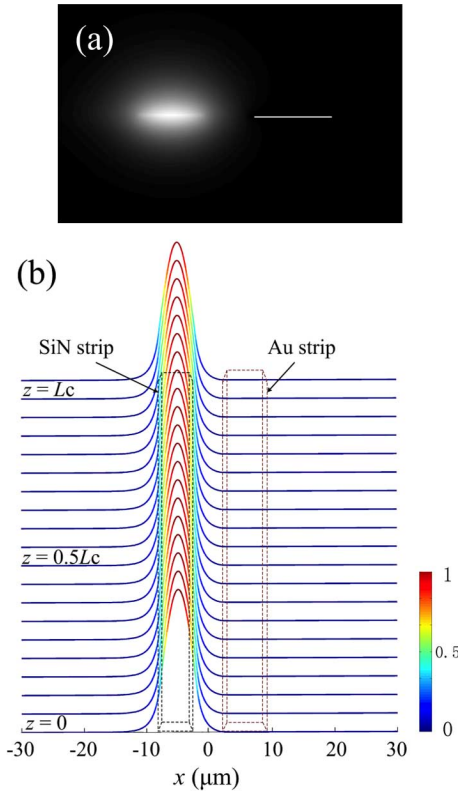 (a)
(b)
SiN strip
Au strip
z = Lc
z = 0.5Lc
z = 0
1
0.5
0
-30 -20 -10 0 10 20 30
x (μm)